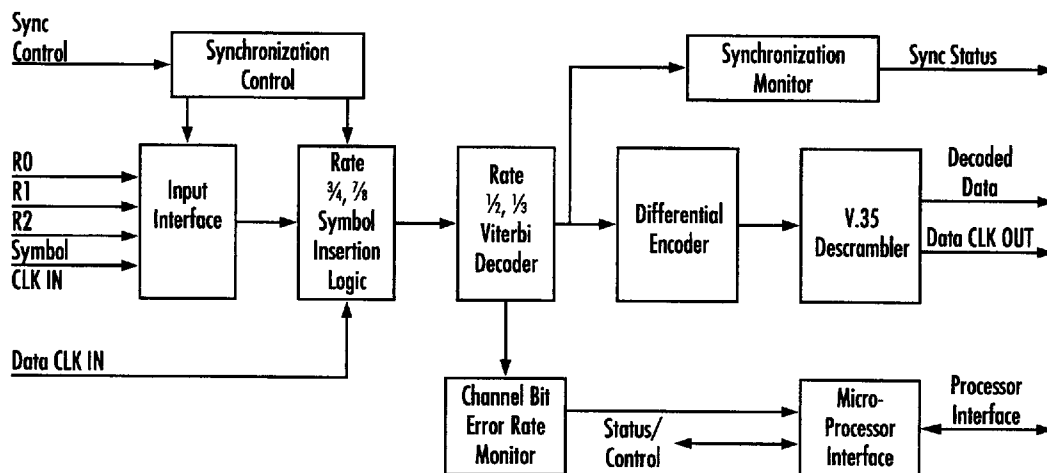 Sync
Control
Synchronization
Control
Synchronization
Monitor
Sync Status
R0
R1
R2
Symbol
CLK IN
Input
Interface
Rate
¾, ⅞
Symbol
Insertion
Logic
Rate
½, ⅓
Viterbi
Decoder
Differential
Encoder
V.35
Descrambler
Decoded
Data
Data CLK OUT
Data CLK IN
Channel Bit
Error Rate
Monitor
Status/
Control
Micro-
Processor
Interface
Processor
Interface